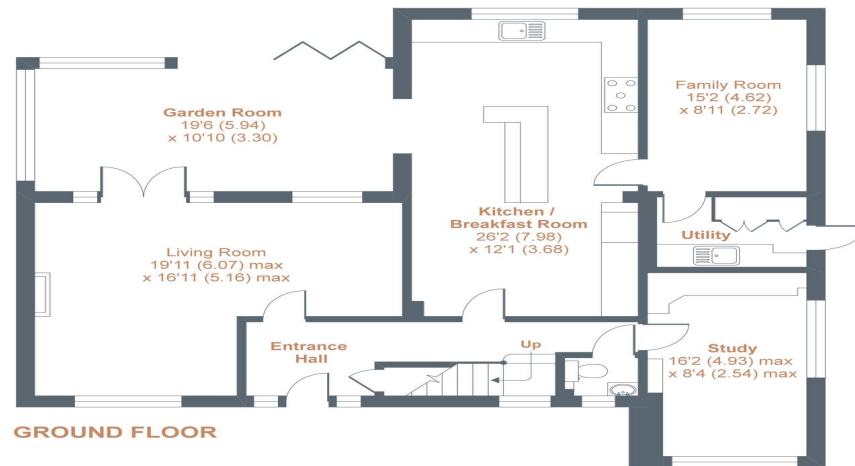 Garden Room
19'6 (5.94)
x 10'10 (3.30)
Family Room
15'2 (4.62)
x 8'11 (2.72)
Kitchen /
Breakfast Room
26'2 (7.98)
x 12'1 (3.68)
Utility
Living Room
19'11 (6.07) max
x 16'11 (5.16) max
Entrance
Hall
Up
Study
16'2 (4.93) max
x 8'4 (2.54) max
GROUND FLOOR